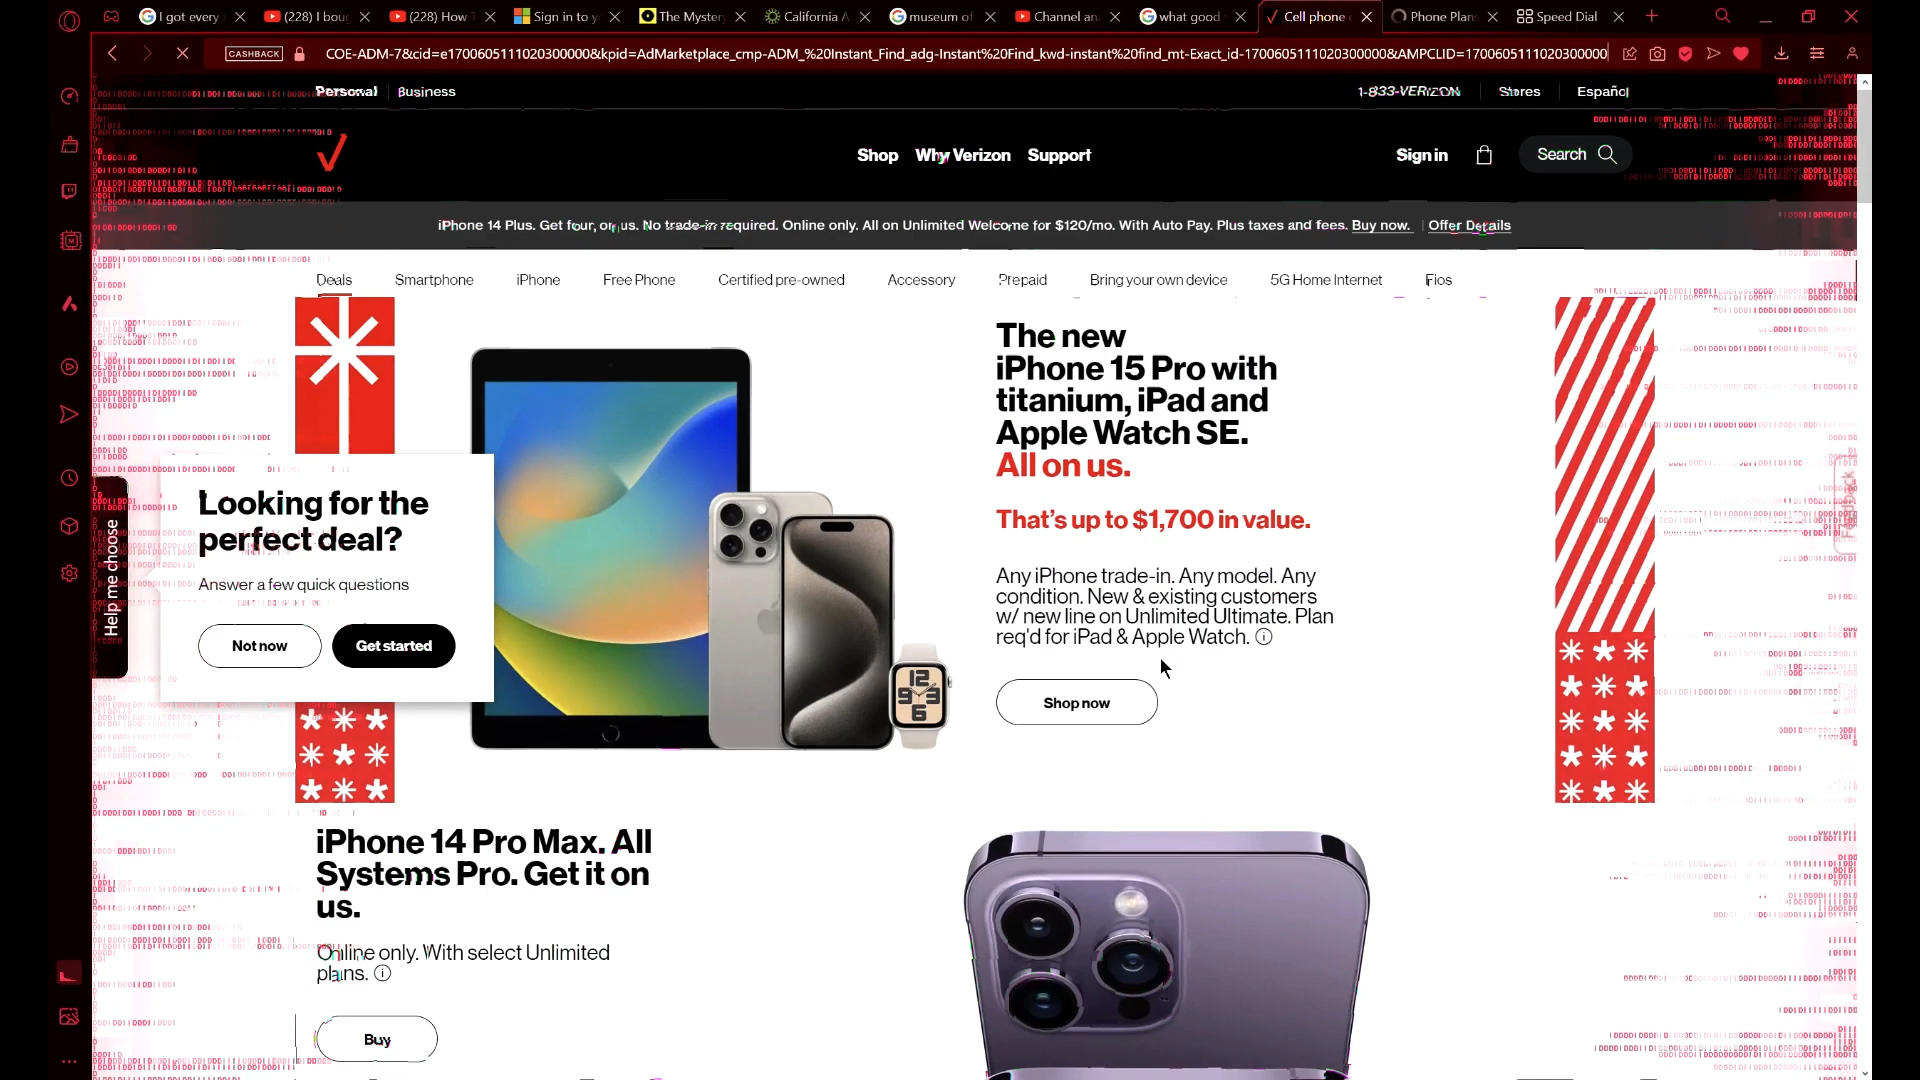 I got every
(228) I boug
(228) How T
Sign in to y
The Myster
California A
museum of
Channel an
what good
Cell phone
Phone Plans
Speed Dial
CASHBACK
COE-ADM-7&cid=e1700605111020300000&kpid=AdMarketplace_cmp-ADM_%20Instant_Find_adg-Instant%20Find_kwd-instant%20find_mt-Exact_id-1700605111020300000&AMPCLID=1700605111020300000
Personal
Business
1-833-VERIZON
Stores
Español
Shop
Why Verizon
Support
Sign in
Search
iPhone 14 Plus. Get four, on us. No trade-in required. Online only. All on Unlimited Welcome for $120/mo. With Auto Pay. Plus taxes and fees. Buy now. | Offer Details
Deals
Smartphone
iPhone
Free Phone
Certified pre-owned
Accessory
Prepaid
Bring your own device
5G Home Internet
Fios
The new
iPhone 15 Pro with
titanium, iPad and
Apple Watch SE.
All on us.
That's up to $1,700 in value.
Any iPhone trade-in. Any model. Any
condition. New & existing customers
w/ new line on Unlimited Ultimate. Plan
req'd for iPad & Apple Watch.
Shop now
Help me choose
Looking for the
perfect deal?
Answer a few quick questions
Not now
Get started
12
9
3
6
Feedback
iPhone 14 Pro Max. All
Systems Pro. Get it on
us.
Online only. With select Unlimited
plans.
Buy